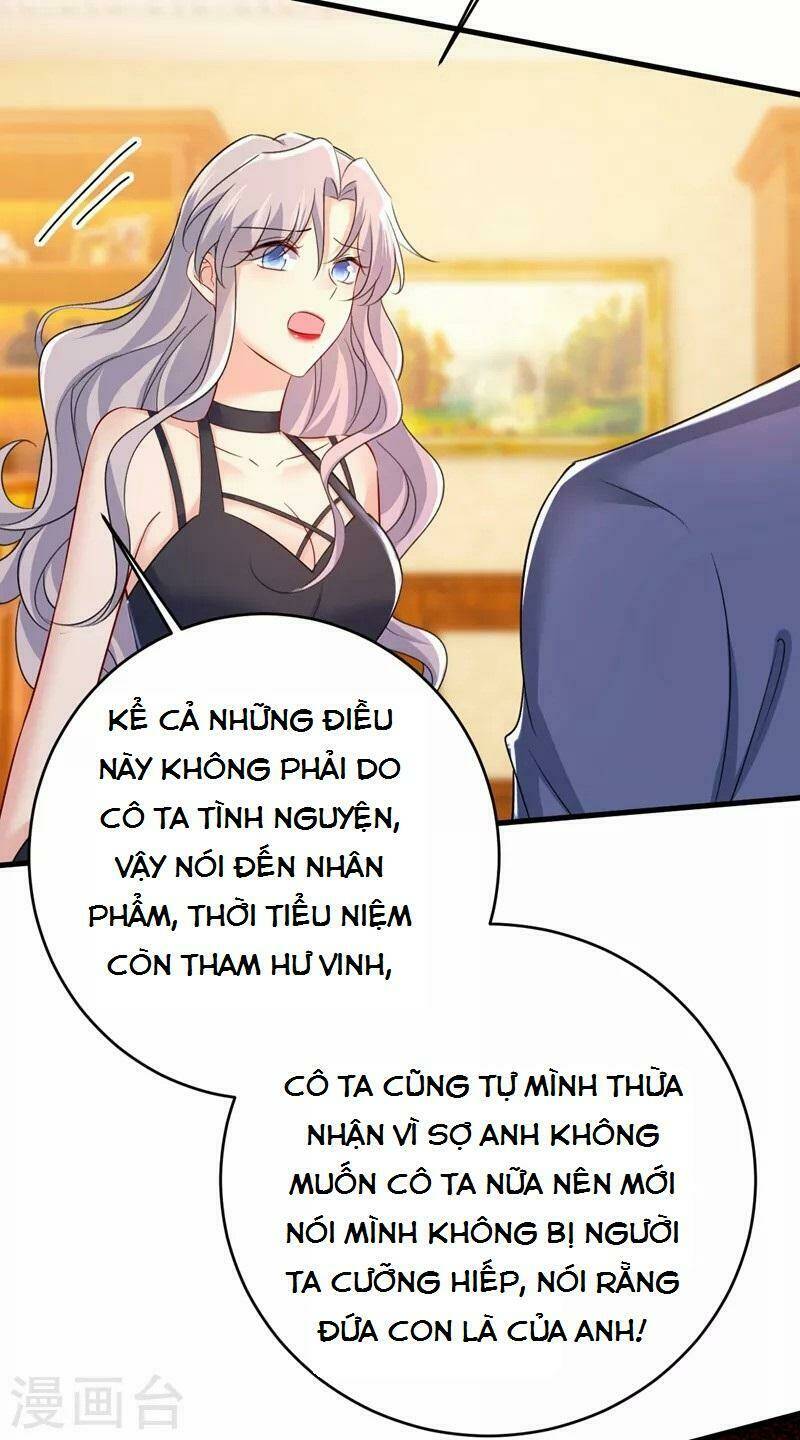 KỂ CẢ NHỮNG ĐIỀU
NÀY KHÔNG PHẢI DO
CÔ TA TÌNH NGUYỆN,
VẬY NÓI ĐẾN NHÂN
PHẨM, THỜI TIỂU NIỆM
CÒN THAM HƯ VINH,
CÔ TA CŨNG TỰ MÌNH THỪA
NHẬN VÌ SỢ ANH KHÔNG
MUỐN CÔ TA NỮA NÊN MỚI
NÓI MÌNH KHÔNG BỊ NGƯỜI
TA CƯỠNG HIẾP, NÓI RẰNG
ĐỨA CON LÀ CỦA ANH!
漫画台